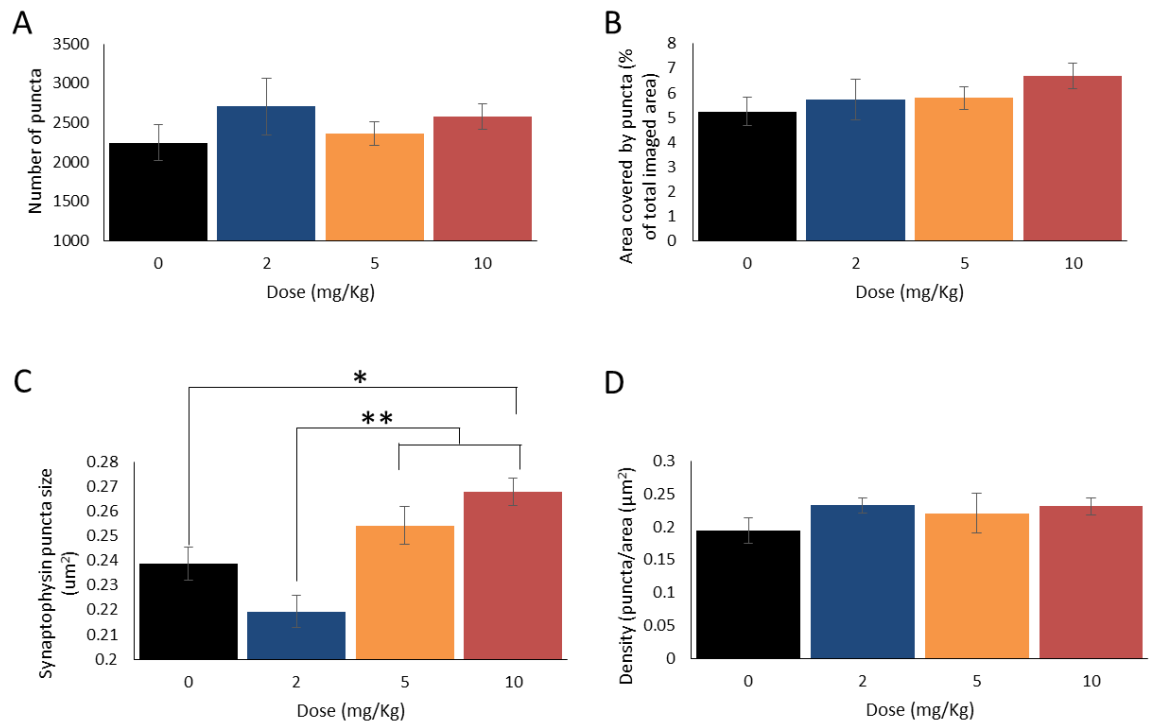 A
Number of puncta
3500
3000
2500
2000
1500
1000
0 2 5 10
Dose (mg/Kg)
B
Area covered by puncta (%
of total imaged area)
8
7
6
5
4
3
2
1
0
0 2 5 10
Dose (mg/Kg)
C
*
**
Synaptophysin puncta size
(um²)
0.28
0.27
0.26
0.25
0.24
0.23
0.22
0.21
0.2
0 2 5 10
Dose (mg/Kg)
D
Density (puncta/area) (µm²)
0.3
0.25
0.2
0.15
0.1
0.05
0
0 2 5 10
Dose (mg/Kg)